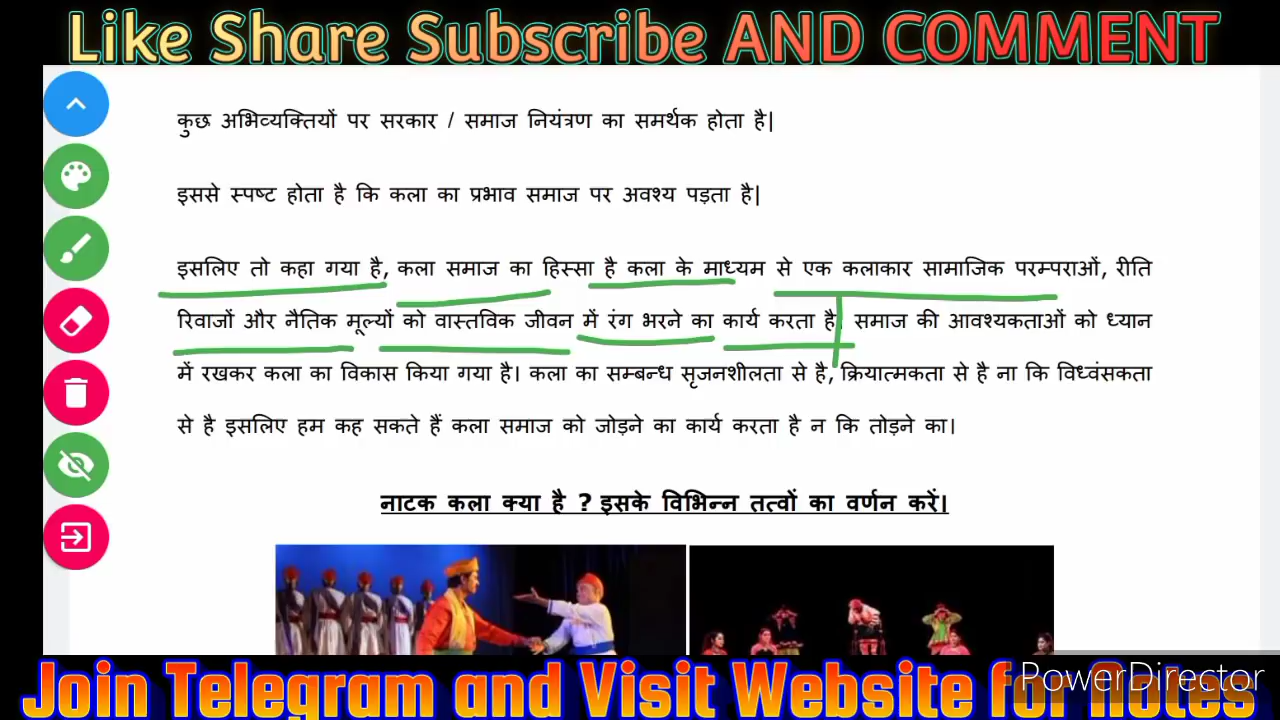 Like Share Subscribe AND COMMENT
कुछ अभिव्यक्तियों पर सरकार / समाज नियंत्रण का समर्थक होता है|
इससे स्पष्ट होता है कि कला का प्रभाव समाज पर अवश्य पड़ता है|
इसलिए तो कहा गया है, कला समाज का हिस्सा है कला के माध्यम से एक कलाकार सामाजिक परम्पराओं, रीति
रिवाजों और नैतिक मूल्यों को वास्तविक जीवन में रंग भरने का कार्य करता है। समाज की आवश्यकताओं को ध्यान
में रखकर कला का विकास किया गया है। कला का सम्बन्ध सृजनशीलता से है, क्रियात्मकता से है ना कि विध्वंसकता
से है इसलिए हम कह सकते हैं कला समाज को जोड़ने का कार्य करता है न कि तोड़ने का।
नाटक कला क्या है ? इसके विभिन्न तत्वों का वर्णन करें।
Join Telegram and Visit Website for Notes
PowerDirector